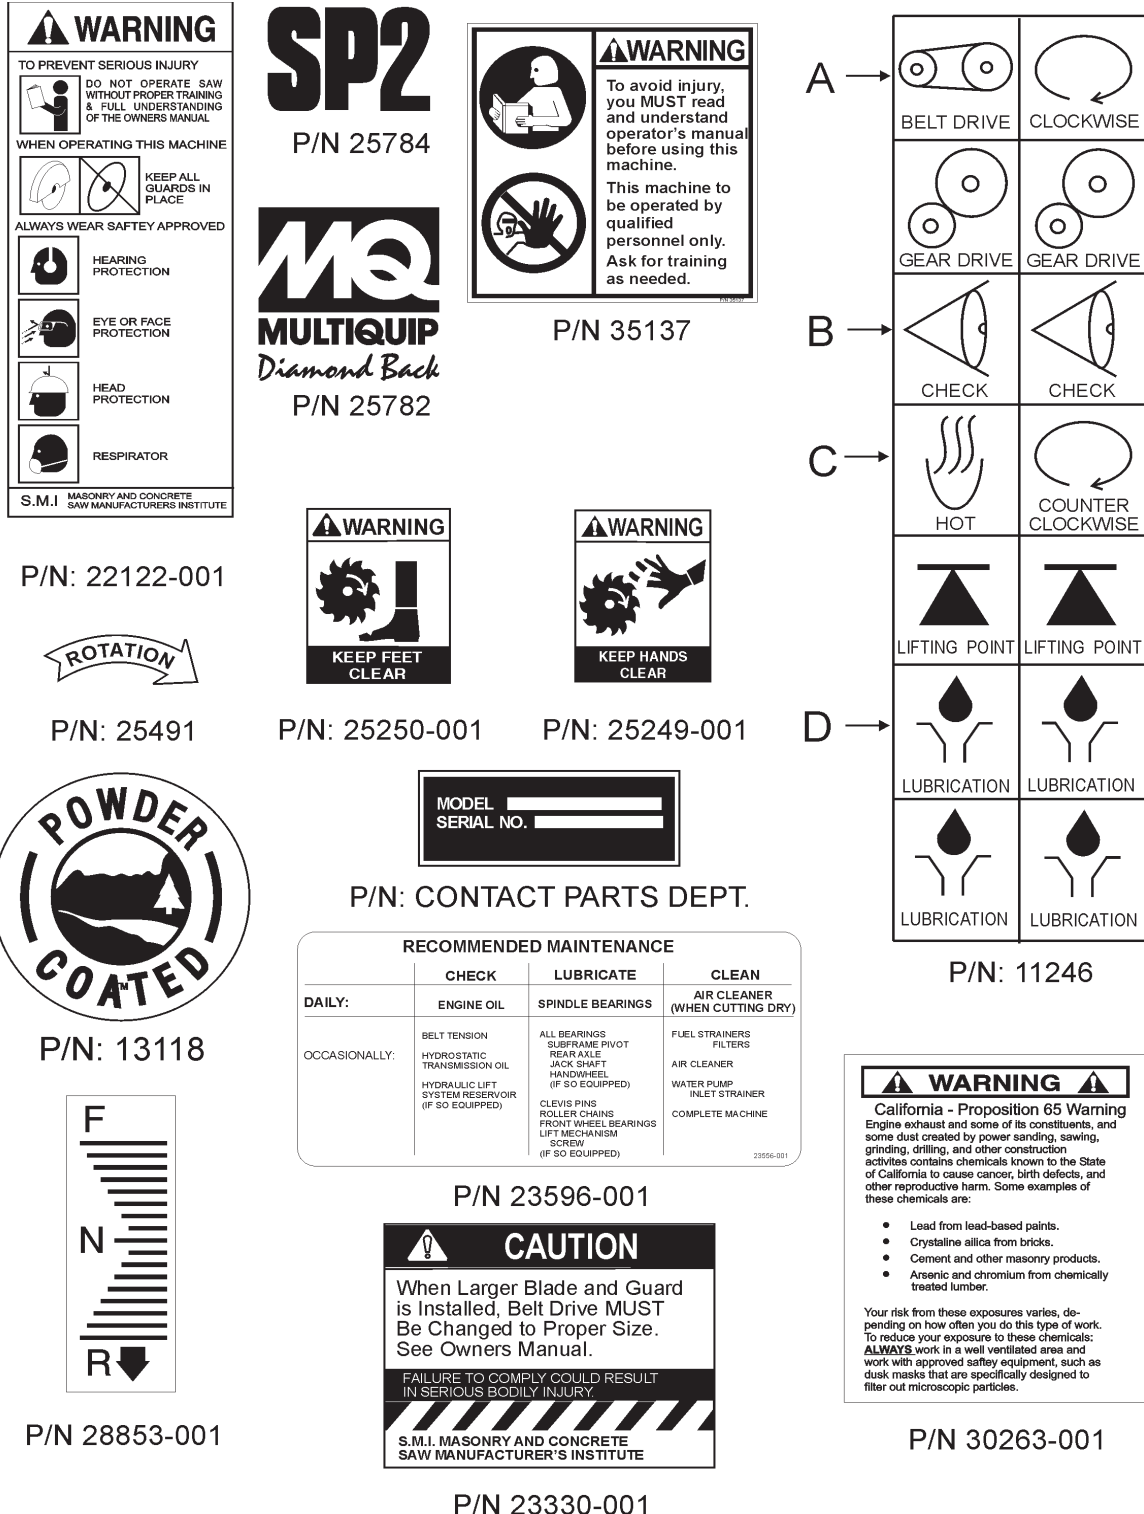 WARNING
TO PREVENT SERIOUS INJURY
DO NOT OPERATE SAW
WITHOUT PROPER TRAINING
& FULL UNDERSTANDING
OF THE OWNERS MANUAL
WHEN OPERATING THIS MACHINE
KEEP ALL
GUARDS IN
PLACE
ALWAYS WEAR SAFTEY APPROVED
HEARING
PROTECTION
EYE OR FACE
PROTECTION
HEAD
PROTECTION
RESPIRATOR
S.M.I MASONRY AND CONCRETE
SAW MANUFACTURERS INSTITUTE
P/N: 22122-001
SP2
P/N 25784
MQ
MULTIQUIP
Diamond Back
P/N 25782
WARNING
To avoid injury,
you MUST read
and understand
operator's manual
before using this
machine.
This machine to
be operated by
qualified
personnel only.
Ask for training
as needed.
P/N 35137
P/N 35137
WARNING
KEEP FEET
CLEAR
P/N: 25250-001
WARNING
KEEP HANDS
CLEAR
P/N: 25249-001
ROTATION
P/N: 25491
POWDER
COATED™
P/N: 13118
MODEL
SERIAL NO.
P/N: CONTACT PARTS DEPT.
RECOMMENDED MAINTENANCE
CHECK LUBRICATE CLEAN
DAILY: ENGINE OIL SPINDLE BEARINGS AIR CLEANER
(WHEN CUTTING DRY)
OCCASIONALLY:
BELT TENSION
HYDROSTATIC
TRANSMISSION OIL
HYDRAULIC LIFT
SYSTEM RESERVOIR
(IF SO EQUIPPED)
ALL BEARINGS
SUBFRAME PIVOT
REAR AXLE
JACK SHAFT
HANDWHEEL
(IF SO EQUIPPED)
CLEVIS PINS
ROLLER CHAINS
FRONT WHEEL BEARINGS
LIFT MECHANISM
SCREW
(IF SO EQUIPPED)
FUEL STRAINERS
FILTERS
AIR CLEANER
WATER PUMP
INLET STRAINER
COMPLETE MACHINE
23556-001
P/N 23596-001
F
N
R
P/N 28853-001
CAUTION
When Larger Blade and Guard
is Installed, Belt Drive MUST
Be Changed to Proper Size.
See Owners Manual.
FAILURE TO COMPLY COULD RESULT
IN SERIOUS BODILY INJURY.
S.M.I. MASONRY AND CONCRETE
SAW MANUFACTURER'S INSTITUTE
P/N 23330-001
A
BELT DRIVE CLOCKWISE
GEAR DRIVE GEAR DRIVE
B
CHECK CHECK
C
HOT COUNTER
CLOCKWISE
LIFTING POINT LIFTING POINT
D
LUBRICATION LUBRICATION
LUBRICATION LUBRICATION
P/N: 11246
WARNING
California - Proposition 65 Warning
Engine exhaust and some of its constituents, and
some dust created by power sanding, sawing,
grinding, drilling, and other construction
activites contains chemicals known to the State
of California to cause cancer, birth defects, and
other reproductive harm. Some examples of
these chemicals are:
• Lead from lead-based paints.
• Crystaline ailica from bricks.
• Cement and other masonry products.
• Arsenic and chromium from chemically
treated lumber.
Your risk from these exposures varies, de-
pending on how often you do this type of work.
To reduce your exposure to these chemicals:
ALWAYS work in a well ventilated area and
work with approved saftey equipment, such as
dusk masks that are specifically designed to
filter out microscopic particles.
P/N 30263-001